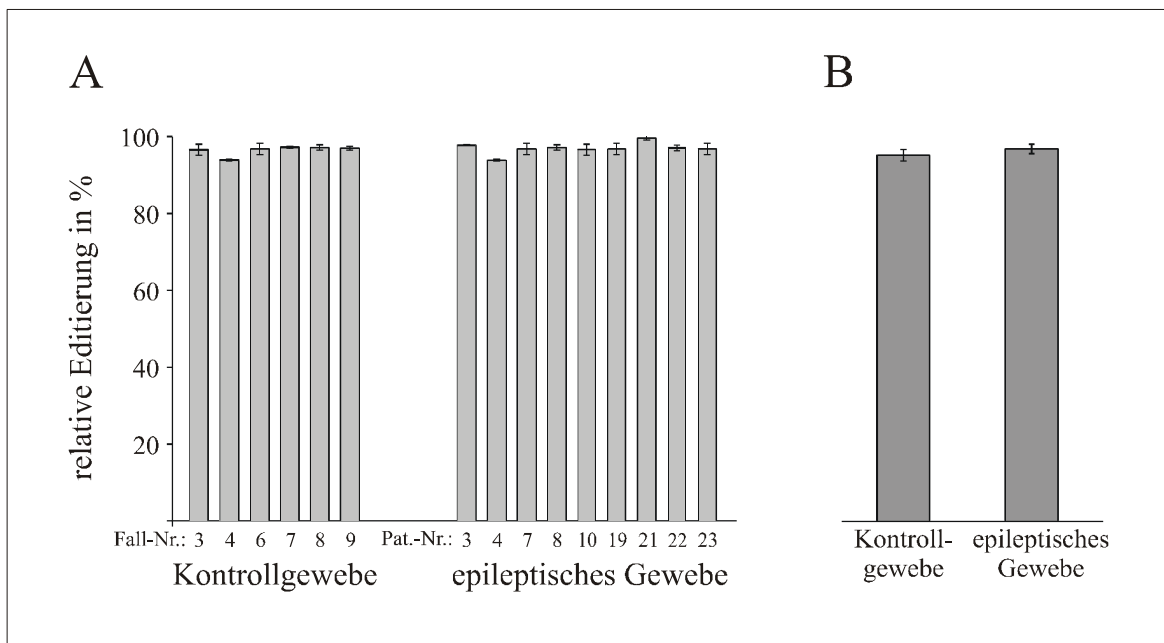 A
B
relative Editierung in %
100
80
60
40
20
Fall-Nr.: 3 4 6 7 8 9
Pat.-Nr.: 3 4 7 8 10 19 21 22 23
Kontrollgewebe
epileptisches Gewebe
Kontroll-
gewebe
epileptisches
Gewebe